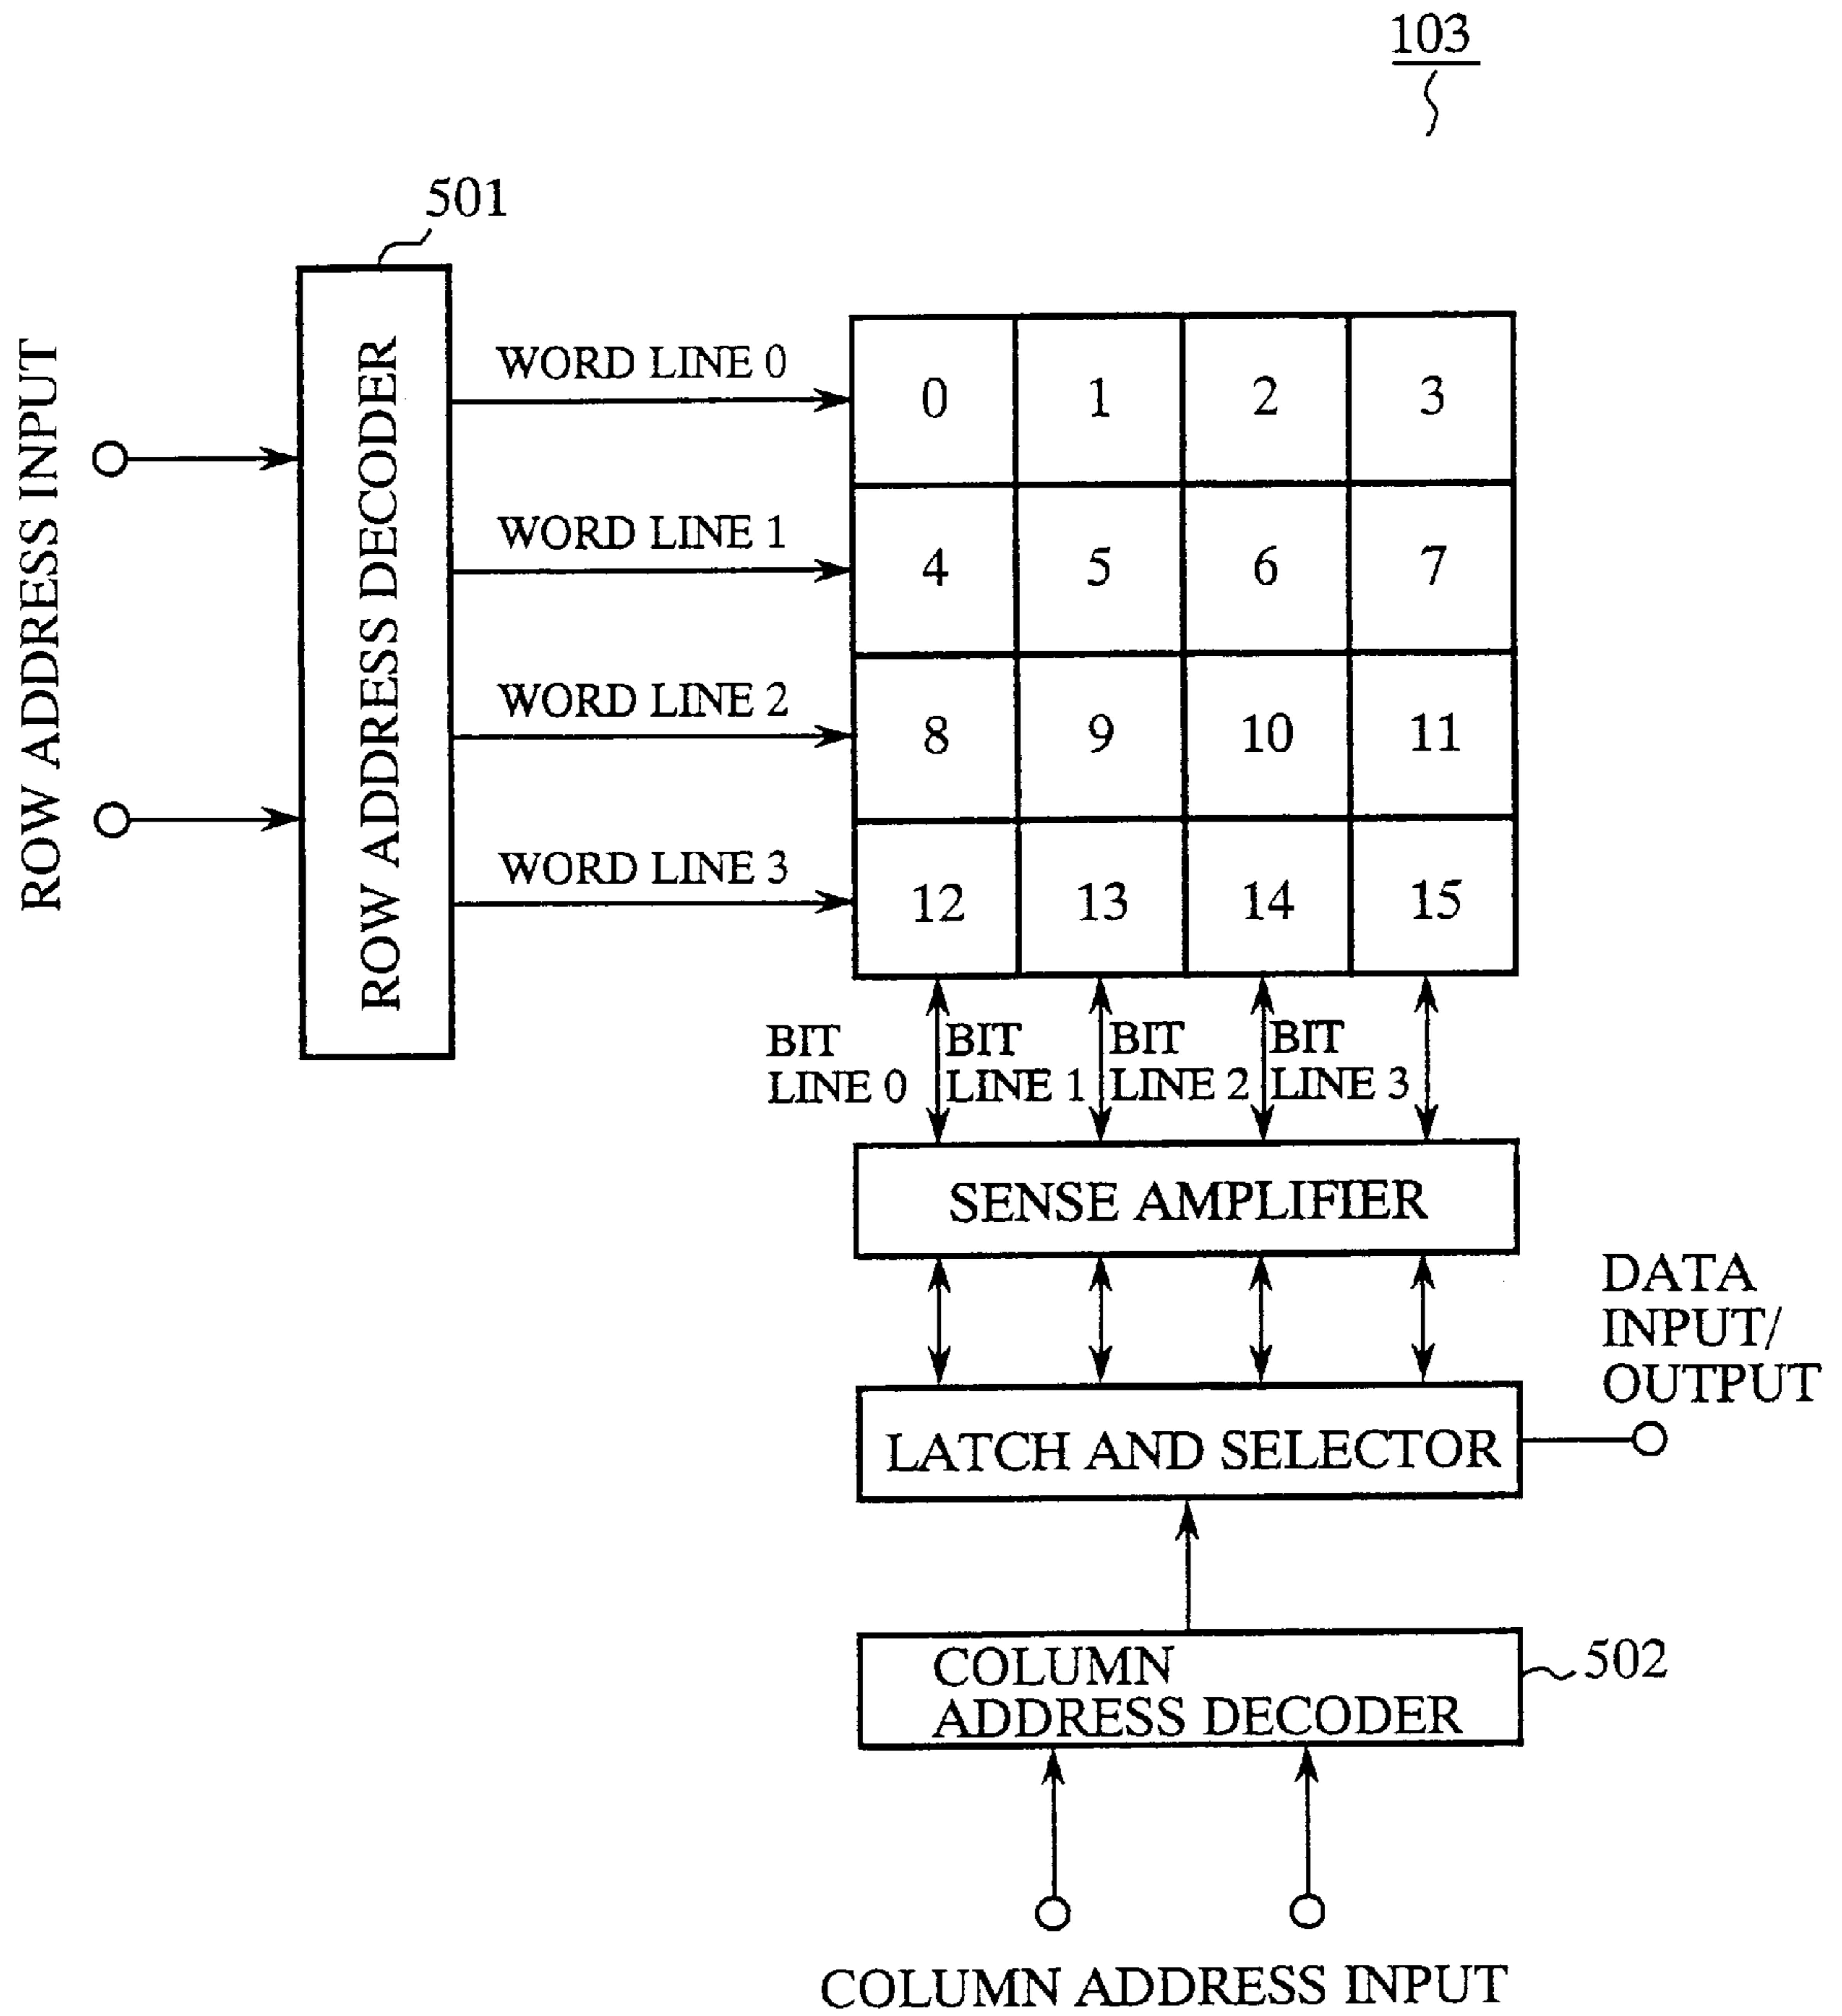 103
501
ROW ADDRESS INPUT
ROW ADDRESS DECODER
WORD LINE 0
WORD LINE 1
WORD LINE 2
WORD LINE 3
0 1 2 3
4 5 6 7
8 9 10 11
12 13 14 15
BIT
LINE 0
BIT
LINE 1
BIT
LINE 2
BIT
LINE 3
SENSE AMPLIFIER
DATA
INPUT/
OUTPUT
LATCH AND SELECTOR
COLUMN
ADDRESS DECODER
502
COLUMN ADDRESS INPUT